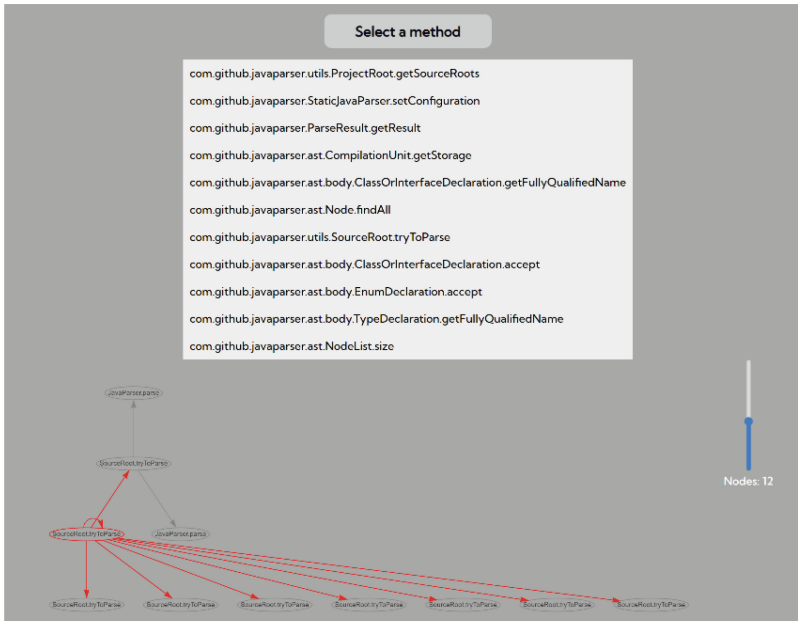 Select a method
com.github.javaparser.utils.ProjectRoot.getSourceRoots
com.github.javaparser.StaticJavaParser.setConfiguration
com.github.javaparser.ParseResult.getResult
com.github.javaparser.ast.CompilationUnit.getStorage
com.github.javaparser.ast.body.ClassOrInterfaceDeclaration.getFullyQualifiedName
com.github.javaparser.ast.Node.findAll
com.github.javaparser.utils.SourceRoot.tryToParse
com.github.javaparser.ast.body.ClassOrInterfaceDeclaration.accept
com.github.javaparser.ast.body.EnumDeclaration.accept
com.github.javaparser.ast.body.TypeDeclaration.getFullyQualifiedName
com.github.javaparser.ast.NodeList.size
JavaParser.parse
SourceRoot.tryToParse
Nodes: 12
SourceRoot.tryToParse JavaParser.parse
SourceRoot.tryToParse SourceRoot.tryToParse SourceRoot.tryToParse SourceRoot.tryToParse SourceRoot.tryToParse SourceRoot.tryToParse SourceRoot.tryToParse